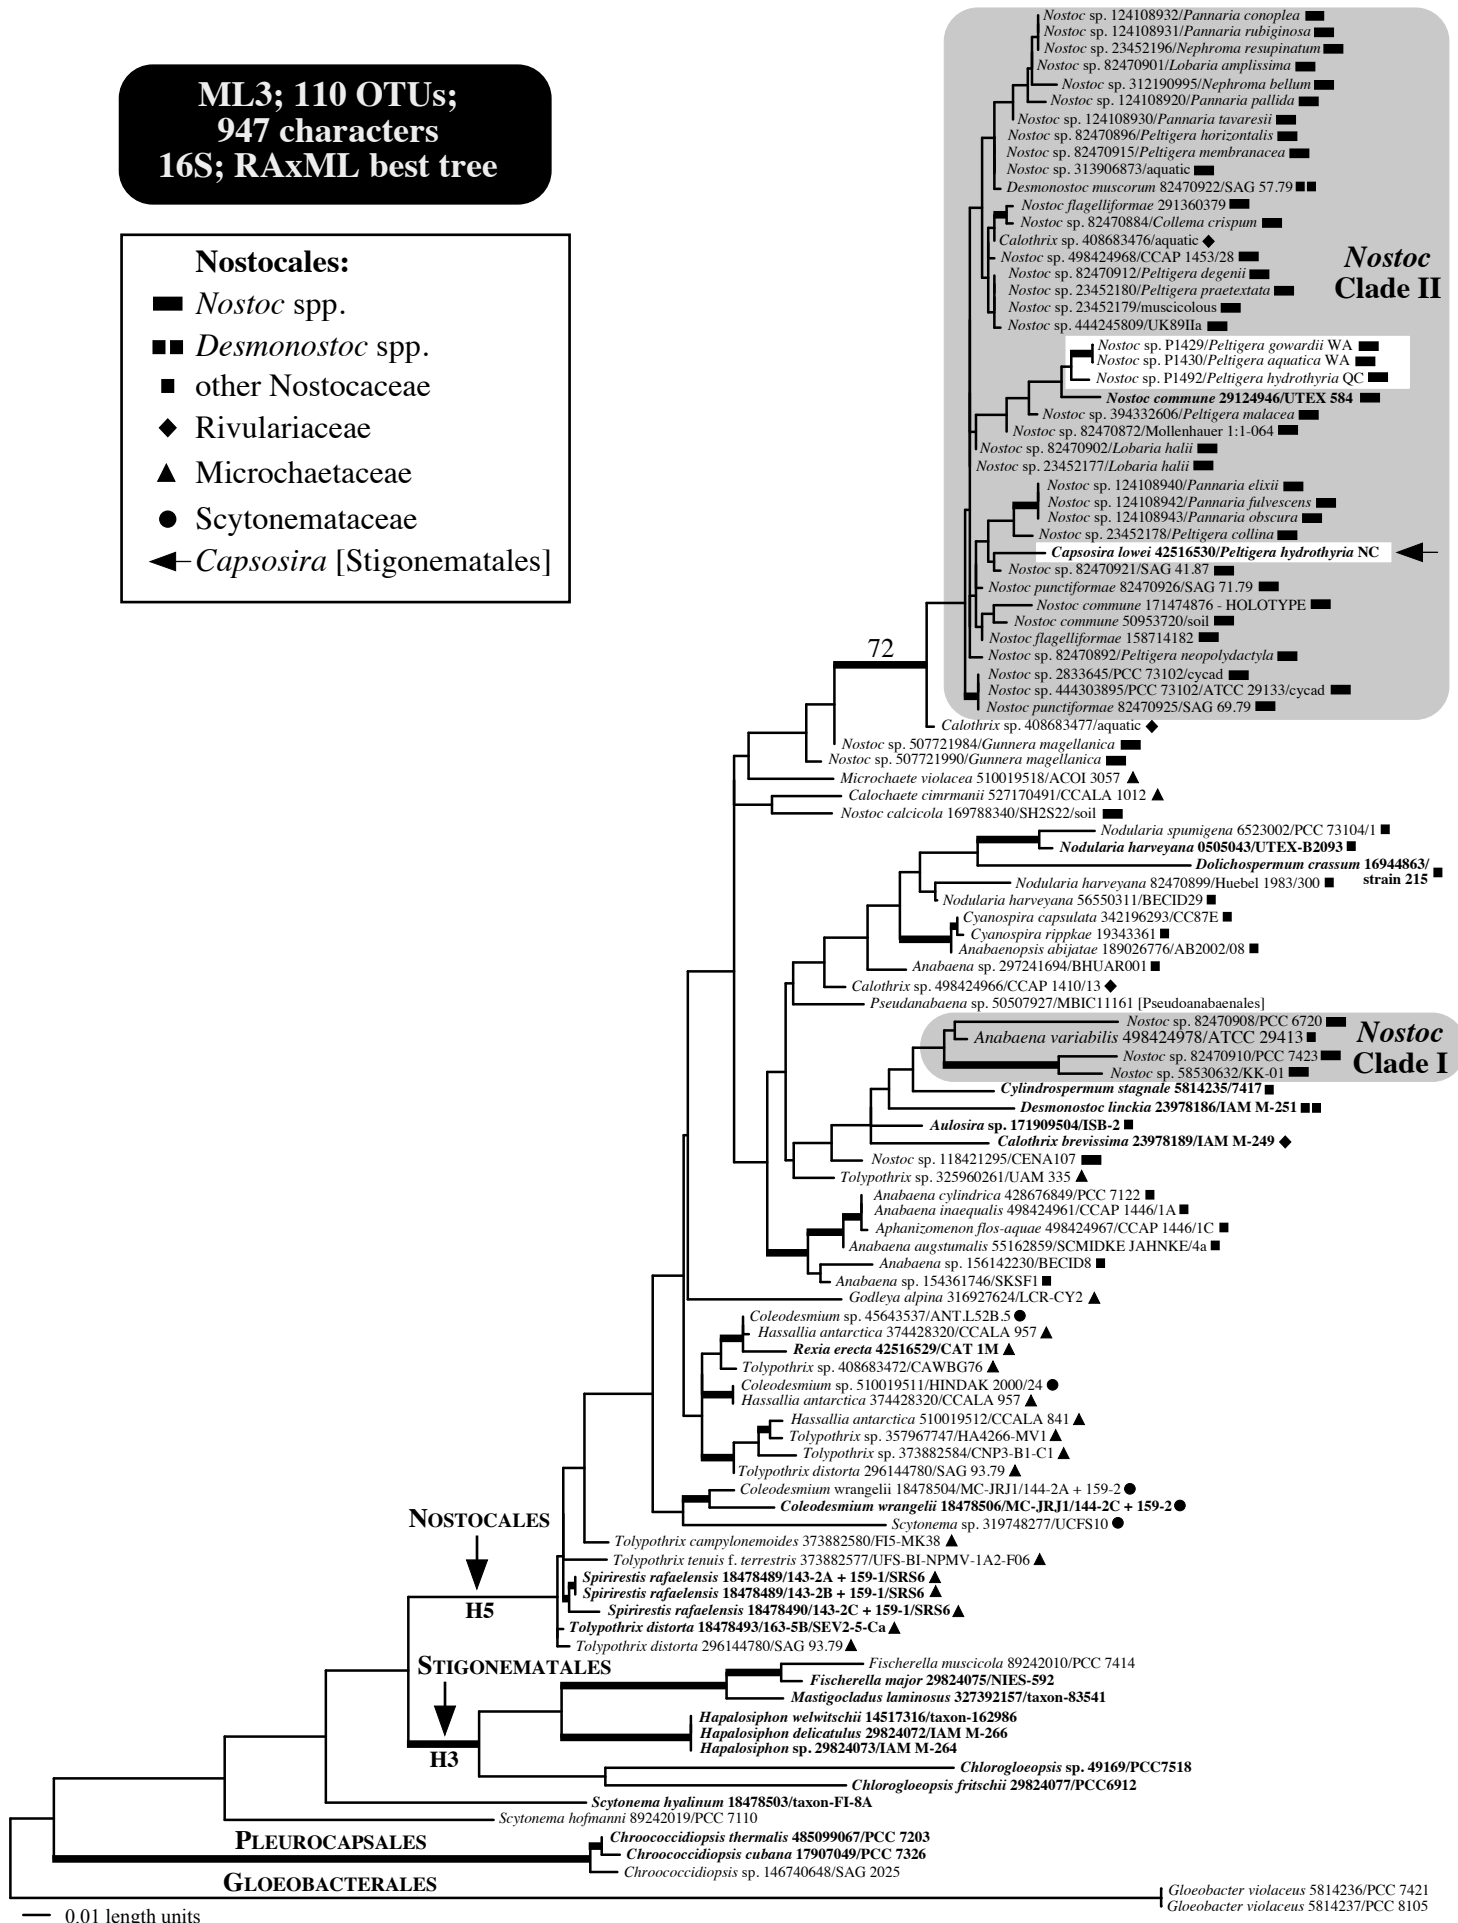 ML3; 110 OTUs;
947 characters
16S; RAxML best tree
Nostocales:
Nostoc spp.
Desmonostoc spp.
other Nostocaceae
Rivulariaceae
Microchaetaceae
Scytonemataceae
Capsosira [Stigonematales]
Nostoc sp. 124108932/Pannaria conoplea
Nostoc sp. 124108931/Pannaria rubiginosa
Nostoc sp. 23452196/Nephroma resupinatum
Nostoc sp. 82470901/Lobaria amplissima
Nostoc sp. 312190995/Nephroma bellum
Nostoc sp. 124108920/Pannaria pallida
Nostoc sp. 124108930/Pannaria tavaresii
Nostoc sp. 82470896/Peltigera horizontalis
Nostoc sp. 82470915/Peltigera membranacea
Nostoc sp. 313906873/aquatic
Desmonostoc muscorum 82470922/SAG 57.79
Nostoc flagelliformae 291360379
Nostoc sp. 82470884/Collema crispum
Calothrix sp. 408683476/aquatic
Nostoc sp. 498424968/CCAP 1453/28
Nostoc sp. 82470912/Peltigera degenii
Nostoc sp. 23452180/Peltigera praetextata
Nostoc sp. 23452179/muscicolous
Nostoc sp. 444245809/UK89IIa
Nostoc
Clade II
Nostoc sp. P1429/Peltigera gowardii WA
Nostoc sp. P1430/Peltigera aquatica WA
Nostoc sp. P1492/Peltigera hydrothyria QC
Nostoc commune 29124946/UTEX 584
Nostoc sp. 394332606/Peltigera malacea
Nostoc sp. 82470872/Mollenhauer 1:1-064
Nostoc sp. 82470902/Lobaria halii
Nostoc sp. 23452177/Lobaria halii
Nostoc sp. 124108940/Pannaria elixii
Nostoc sp. 124108942/Pannaria fulvescens
Nostoc sp. 124108943/Pannaria obscura
Nostoc sp. 23452178/Peltigera collina
Capsosira lowei 42516530/Peltigera hydrothyria NC
Nostoc sp. 82470921/SAG 41.87
Nostoc punctiformae 82470926/SAG 71.79
Nostoc commune 171474876 - HOLOTYPE
Nostoc commune 50953720/soil
Nostoc flagelliformae 158714182
Nostoc sp. 82470892/Peltigera neopolydactyla
Nostoc sp. 2833645/PCC 73102/cycad
Nostoc sp. 444303895/PCC 73102/ATCC 29133/cycad
Nostoc punctiformae 82470925/SAG 69.79
72
Calothrix sp. 408683477/aquatic
Nostoc sp. 507721984/Gunnera magellanica
Nostoc sp. 507721990/Gunnera magellanica
Microchaete violacea 510019518/ACOI 3057
Calochaete cimrmanii 527170491/CCALA 1012
Nostoc calcicola 169788340/SH2S22/soil
Nodularia spumigena 6523002/PCC 73104/1
Nodularia harveyana 0505043/UTEX-B2093
Dolichospermum crassum 16944863/
strain 215
Nodularia harveyana 82470899/Huebel 1983/300
Nodularia harveyana 56550311/BECID29
Cyanospira capsulata 342196293/CC87E
Cyanospira rippkae 19343361
Anabaenopsis abijatae 189026776/AB2002/08
Anabaena sp. 297241694/BHUAR001
Calothrix sp. 498424966/CCAP 1410/13
Pseudanabaena sp. 50507927/MBIC11161 [Pseudoanabaenales]
Nostoc sp. 82470908/PCC 6720
Anabaena variabilis 498424978/ATCC 29413
Nostoc sp. 82470910/PCC 7423
Nostoc sp. 58530632/KK-01
Nostoc
Clade I
Cylindrospermum stagnale 5814235/7417
Desmonostoc linckia 23978186/IAM M-251
Aulosira sp. 171909504/ISB-2
Calothrix brevissima 23978189/IAM M-249
Nostoc sp. 118421295/CENA107
Tolypothrix sp. 325960261/UAM 335
Anabaena cylindrica 428676849/PCC 7122
Anabaena inaequalis 498424961/CCAP 1446/1A
Aphanizomenon flos-aquae 498424967/CCAP 1446/1C
Anabaena augstumalis 55162859/SCMIDKE JAHNKE/4a
Anabaena sp. 156142230/BECID8
Anabaena sp. 154361746/SKSF1
Godleya alpina 316927624/LCR-CY2
Coleodesmium sp. 45643537/ANT.L52B.5
Hassallia antarctica 374428320/CCALA 957
Rexia erecta 42516529/CAT 1M
Tolypothrix sp. 408683472/CAWBG76
Coleodesmium sp. 510019511/HINDAK 2000/24
Hassallia antarctica 374428320/CCALA 957
Hassallia antarctica 510019512/CCALA 841
Tolypothrix sp. 357967747/HA4266-MV1
Tolypothrix sp. 373882584/CNP3-B1-C1
Tolypothrix distorta 296144780/SAG 93.79
Coleodesmium wrangelii 18478504/MC-JRJ1/144-2A + 159-2
Coleodesmium wrangelii 18478506/MC-JRJ1/144-2C + 159-2
Scytonema sp. 319748277/UCFS10
NOSTOCALES
H5
Tolypothrix campylonemoides 373882580/FI5-MK38
Tolypothrix tenuis f. terrestris 373882577/UFS-BI-NPMV-1A2-F06
Spirirestis rafaelensis 18478489/143-2A + 159-1/SRS6
Spirirestis rafaelensis 18478489/143-2B + 159-1/SRS6
Spirirestis rafaelensis 18478490/143-2C + 159-1/SRS6
Tolypothrix distorta 18478493/163-5B/SEV2-5-Ca
Tolypothrix distorta 296144780/SAG 93.79
STIGONEMATALES
H3
Fischerella muscicola 89242010/PCC 7414
Fischerella major 29824075/NIES-592
Mastigocladus laminosus 327392157/taxon-83541
Hapalosiphon welwitschii 14517316/taxon-162986
Hapalosiphon delicatulus 29824072/IAM M-266
Hapalosiphon sp. 29824073/IAM M-264
Chlorogloeopsis sp. 49169/PCC7518
Chlorogloeopsis fritschii 29824077/PCC6912
Scytonema hyalinum 18478503/taxon-FI-8A
Scytonema hofmanni 89242019/PCC 7110
PLEUROCAPSALES
Chroococcidiopsis thermalis 485099067/PCC 7203
Chroococcidiopsis cubana 17907049/PCC 7326
Chroococcidiopsis sp. 146740648/SAG 2025
GLOEOBACTERALES
Gloeobacter violaceus 5814236/PCC 7421
Gloeobacter violaceus 5814237/PCC 8105
0.01 length units